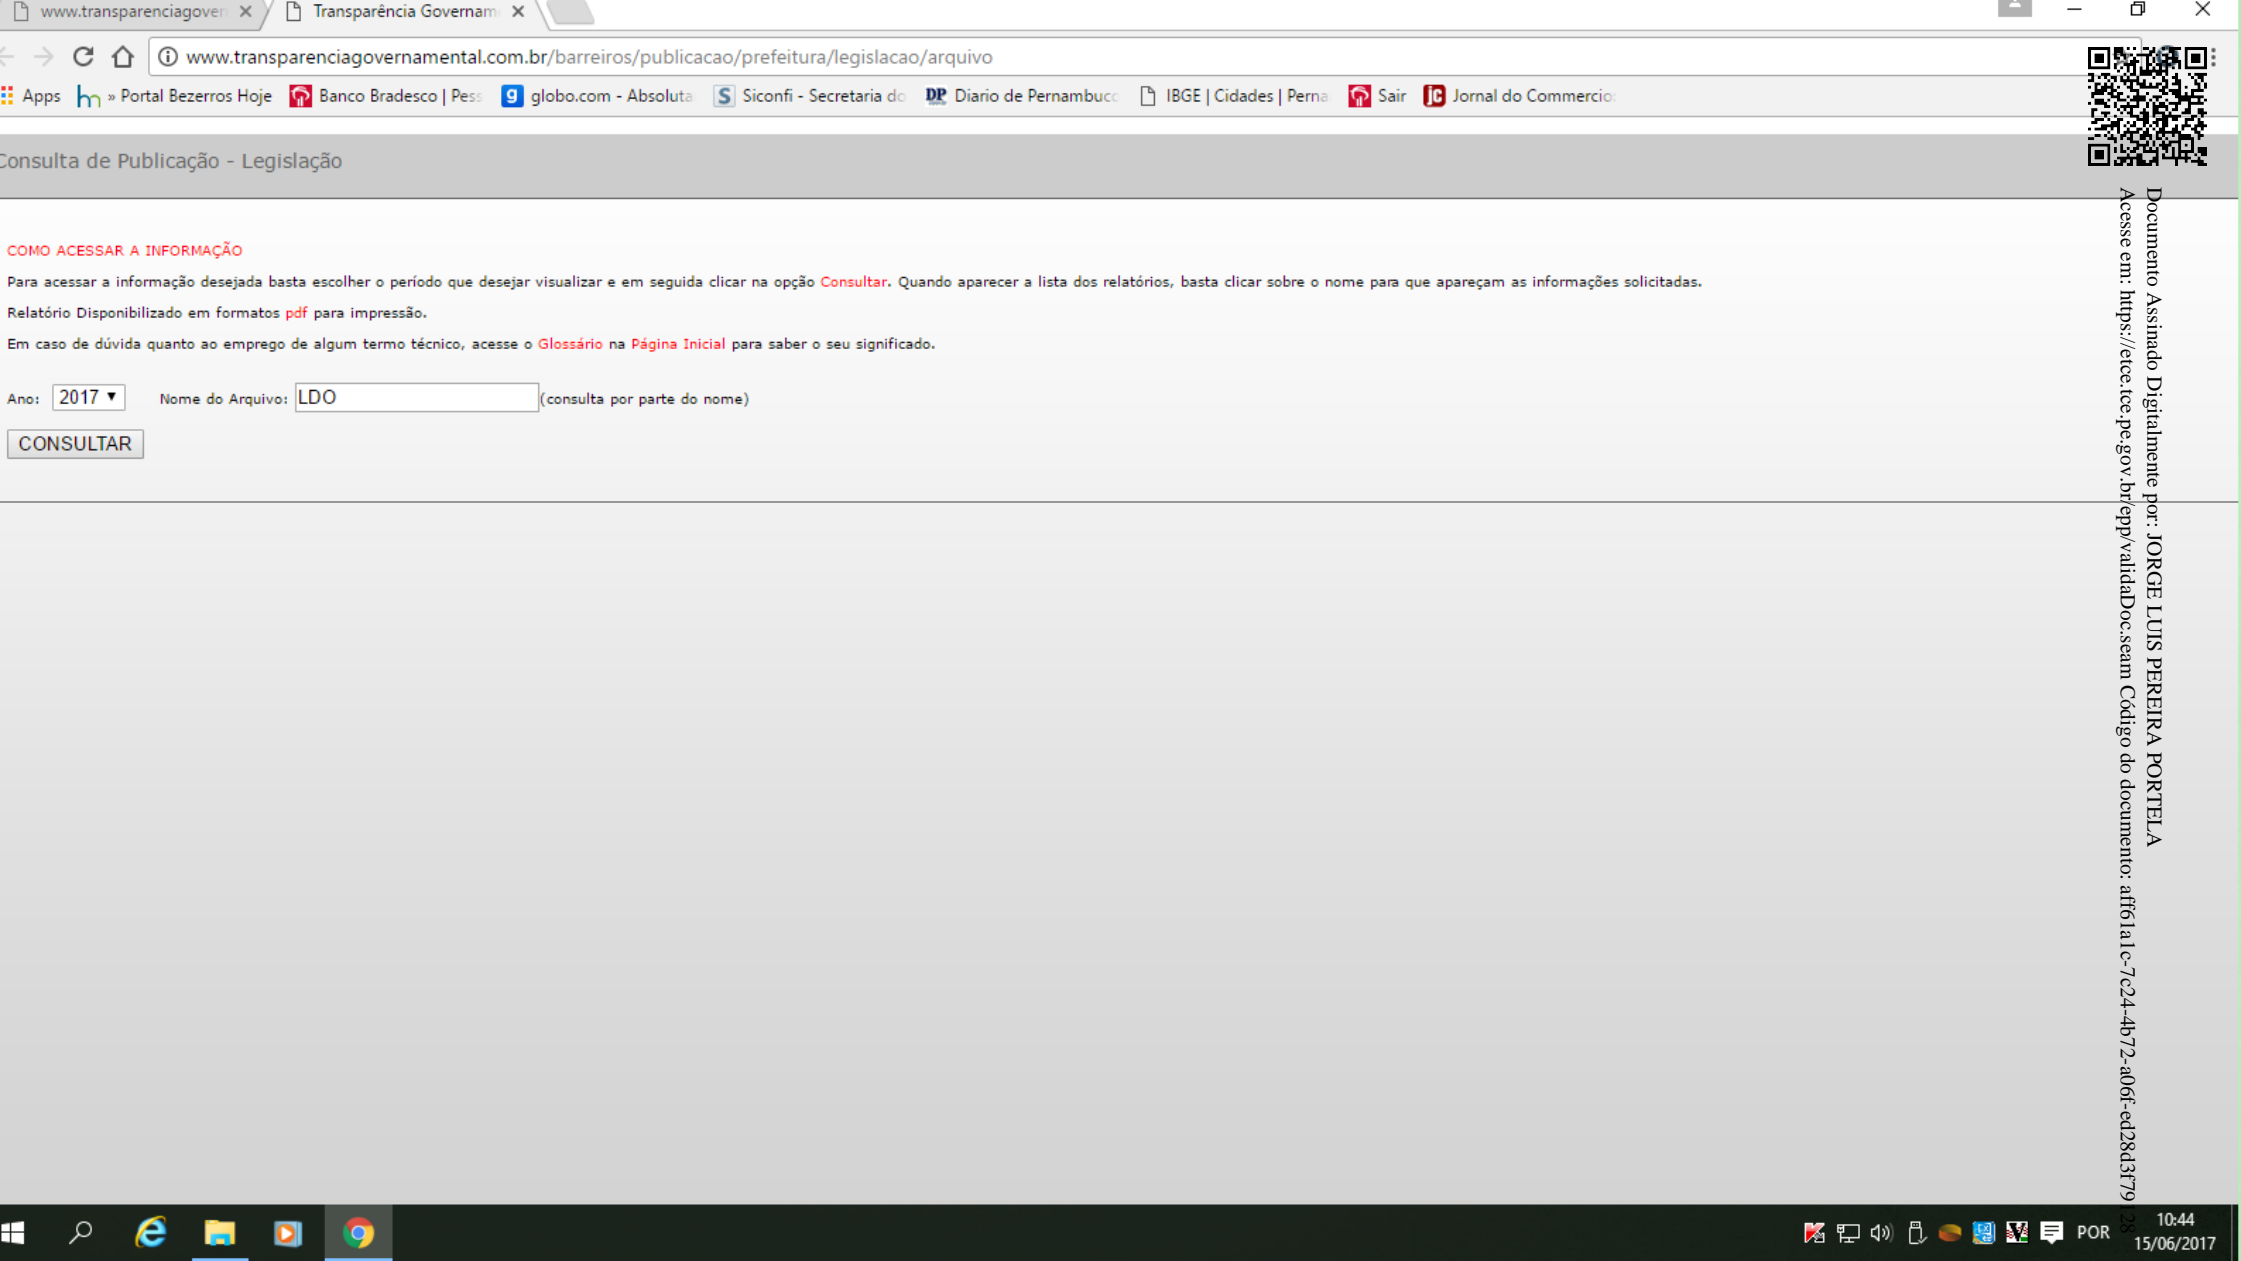 www.transparenciagover
Transparência Governam
www.transparenciagovernamental.com.br/barreiros/publicacao/prefeitura/legislacao/arquivo
Apps
» Portal Bezerros Hoje
Banco Bradesco | Pess
globo.com - Absoluta
Siconfi - Secretaria do
Diario de Pernambuco
IBGE | Cidades | Perna
Sair
Jornal do Commercio
Consulta de Publicação - Legislação
COMO ACESSAR A INFORMAÇÃO
Para acessar a informação desejada basta escolher o período que desejar visualizar e em seguida clicar na opção Consultar. Quando aparecer a lista dos relatórios, basta clicar sobre o nome para que apareçam as informações solicitadas.
Relatório Disponibilizado em formatos pdf para impressão.
Em caso de dúvida quanto ao emprego de algum termo técnico, acesse o Glossário na Página Inicial para saber o seu significado.
Ano: 2017 Nome do Arquivo: LDO (consulta por parte do nome)
CONSULTAR
Documento Assinado Digitalmente por: JORGE LUIS PEREIRA PORTELA
Acesse em: https://etce.tce.pe.gov.br/epp/validaDoc.seam Código do documento: aff61a1c-7c24-4b72-a06f-ed28d3f79128
POR
10:44
15/06/2017